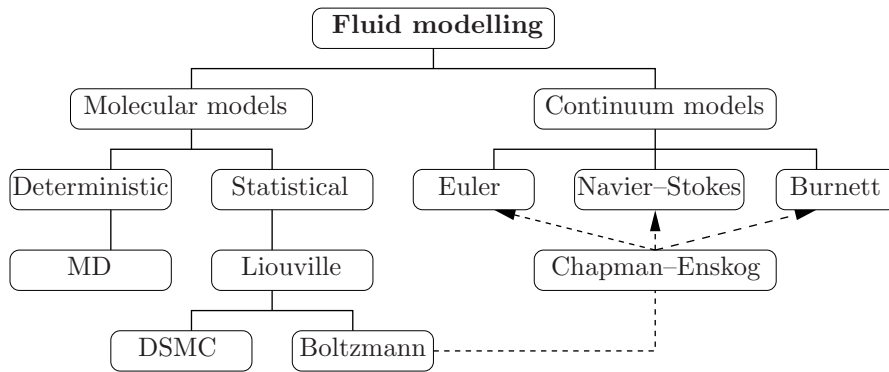 Fluid modelling
Molecular models
Continuum models
Deterministic
Statistical
Euler
Navier–Stokes
Burnett
MD
Liouville
Chapman–Enskog
DSMC
Boltzmann